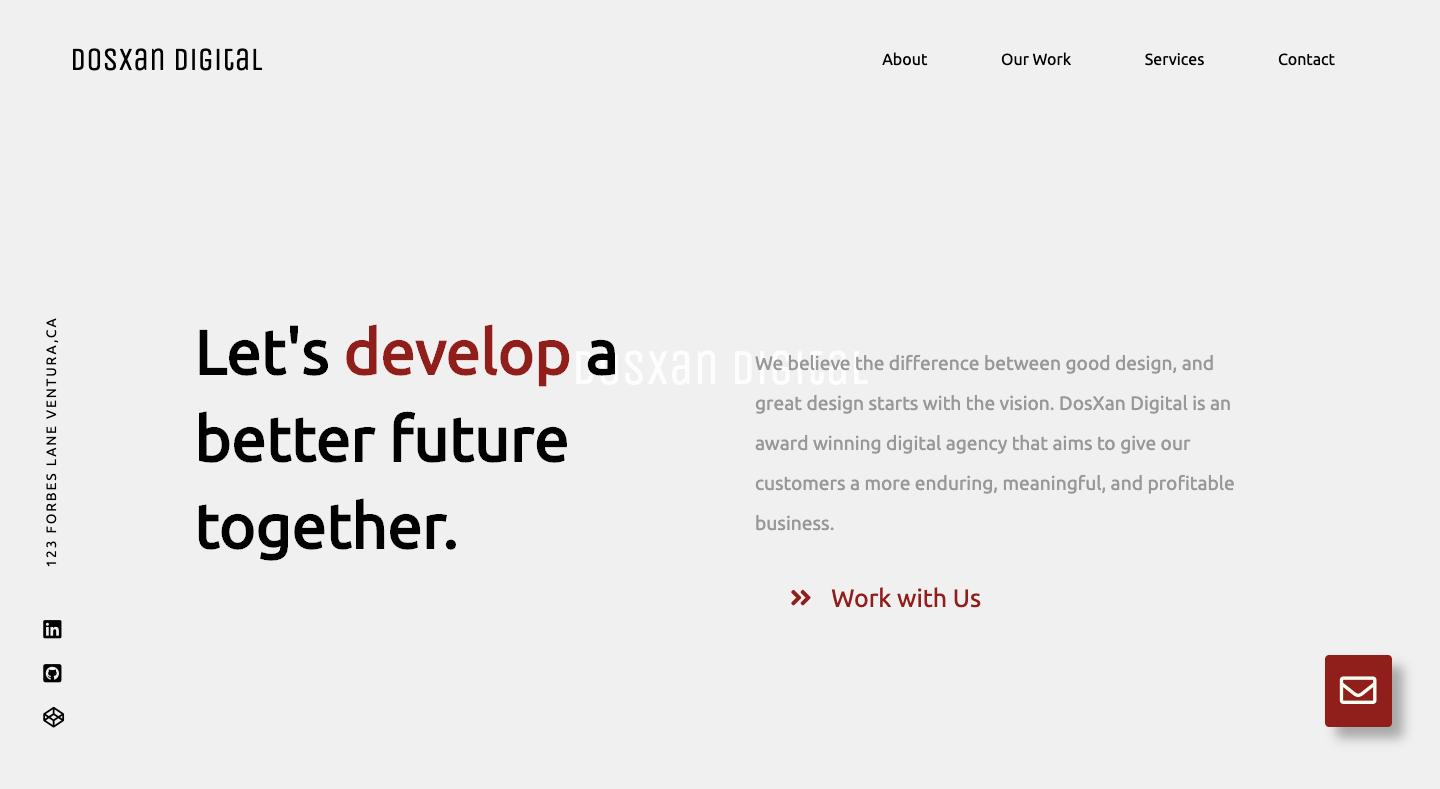 DOSXan DIGITaL
About
Our Work
Services
Contact
123 FORBES LANE VENTURA,CA
Let's develop a
better future
together.
DOSXan DIGITaL
We believe the difference between good design, and
great design starts with the vision. DosXan Digital is an
award winning digital agency that aims to give our
customers a more enduring, meaningful, and profitable
business.
Work with Us
in